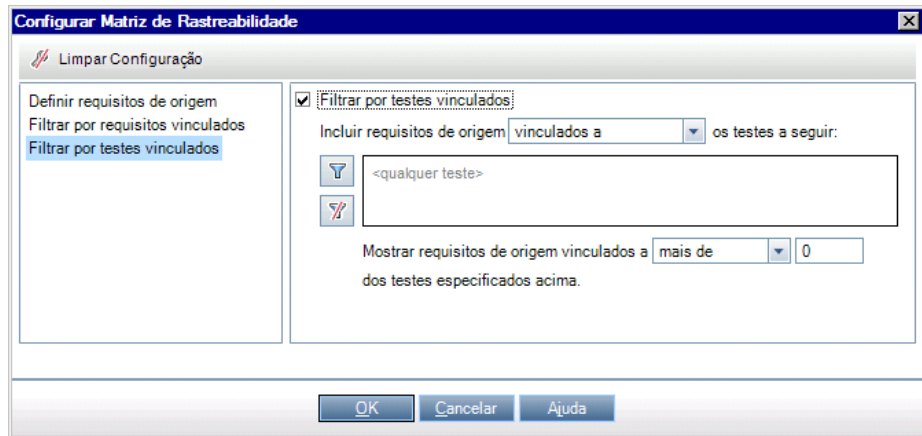 Configurar Matriz de Rastreabilidade
Limpar Configuração
Definir requisitos de origem
Filtrar por requisitos vinculados
Filtrar por testes vinculados
Filtrar por testes vinculados
Incluir requisitos de origem vinculados a os testes a seguir:
<qualquer teste>
Mostrar requisitos de origem vinculados a mais de 0
dos testes especificados acima.
OK Cancelar Ajuda